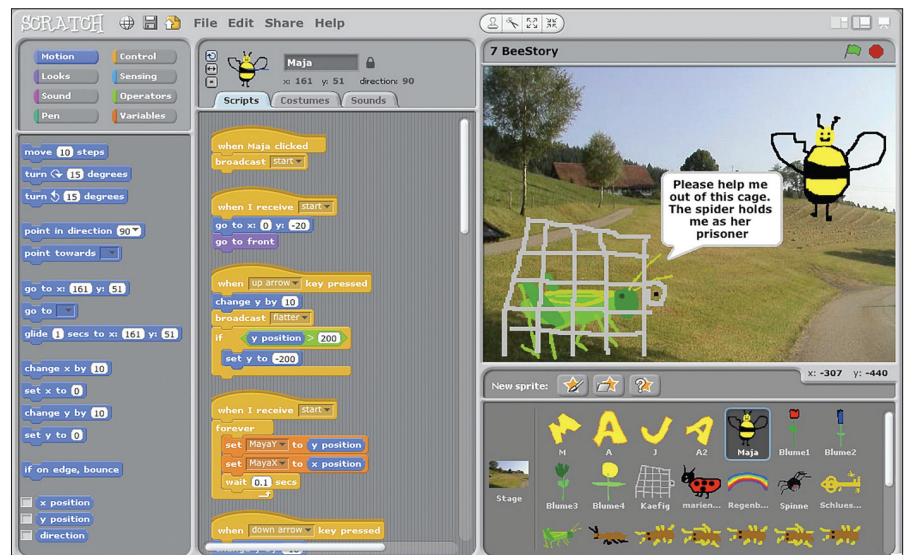 SCRATCH File Edit Share Help
Motion Control
Looks Sensing
Sound Operators
Pen Variables
move 10 steps
turn 15 degrees
turn 15 degrees
point in direction 90
point towards
go to x: 161 y: 51
go to
glide 1 secs to x: 161 y: 51
change x by 10
set x to 0
change y by 10
set y to 0
if on edge, bounce
x position
y position
direction
Maja
x: 161 y: 51 direction: 90
Scripts Costumes Sounds
when Maja clicked
broadcast start
when I receive start
go to x: 0 y: -20
go to front
when up arrow key pressed
change y by 10
broadcast flatter
if y position > 200
set y to -200
when I receive start
forever
set MayaY to y position
set MayaX to x position
wait 0.1 secs
when down arrow key pressed
7 BeeStory
Please help me
out of this cage.
The spider holds
me as her
prisoner
x: -307 y: -440
New sprite:
Stage
M A J A2 Maja Blume1 Blume2
Blume3 Blume4 Kaefig marien... Regenb... Spinne Schlues...